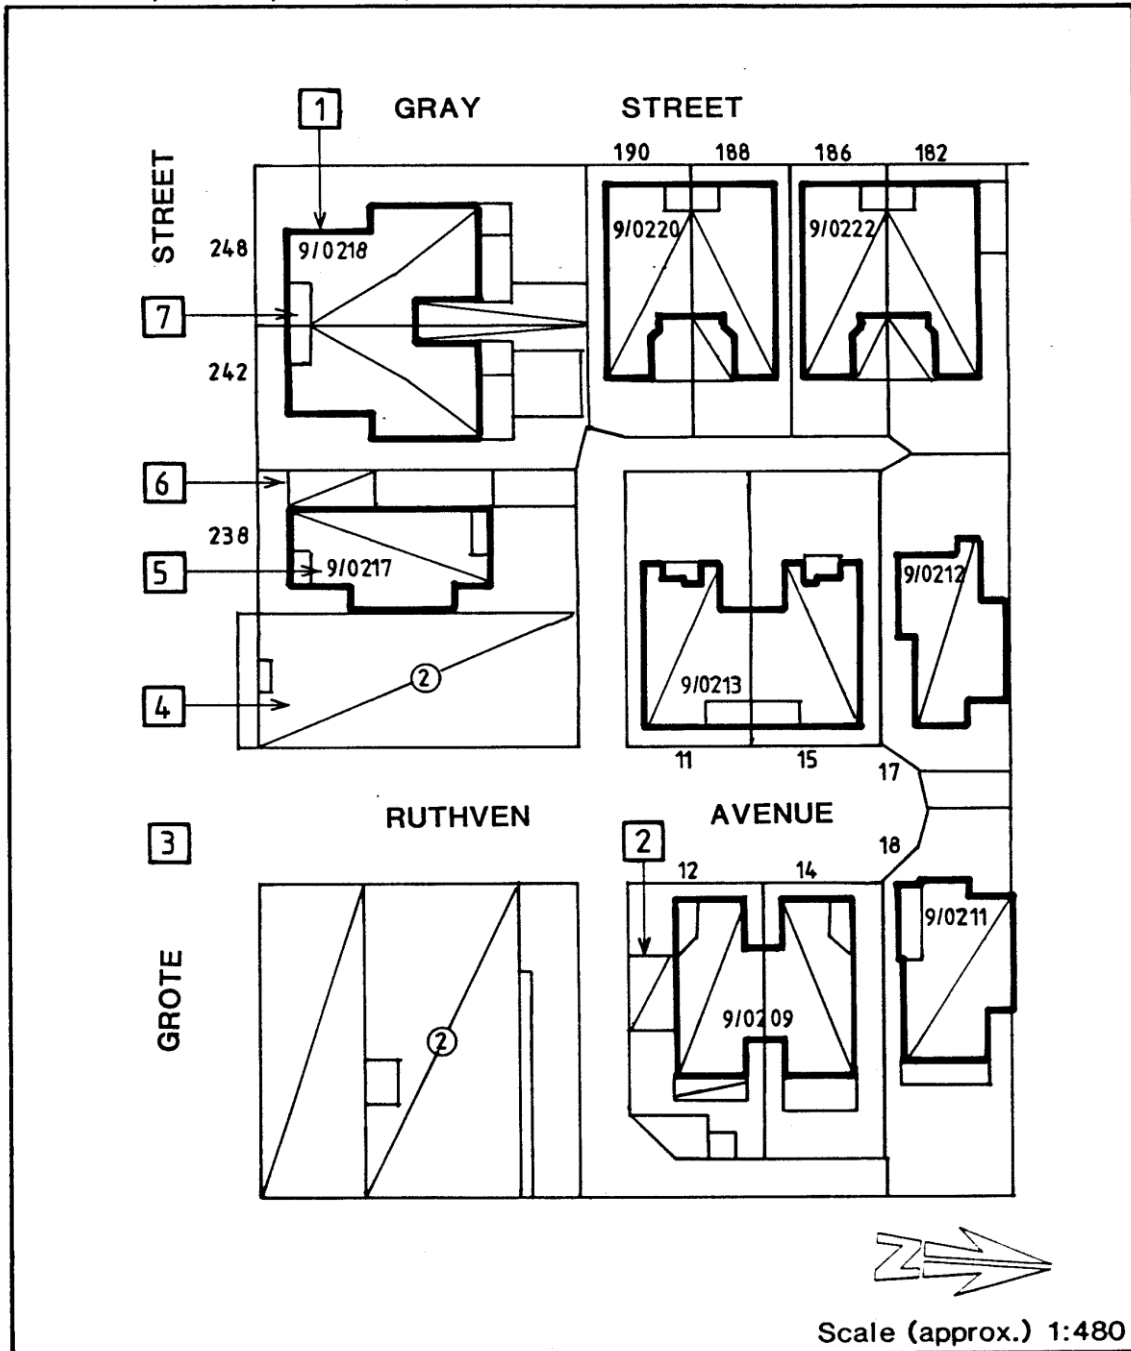 1
GRAY STREET
190 188 186 182
STREET
248
9/0218
9/0220
9/0222
7
242
6
238
5
9/0217
9/0212
4
2
9/0213
11 15 17
RUTHVEN AVENUE
3
2
18
12 14
9/0211
GROTE
9/0209
2
N
Scale (approx.) 1:480